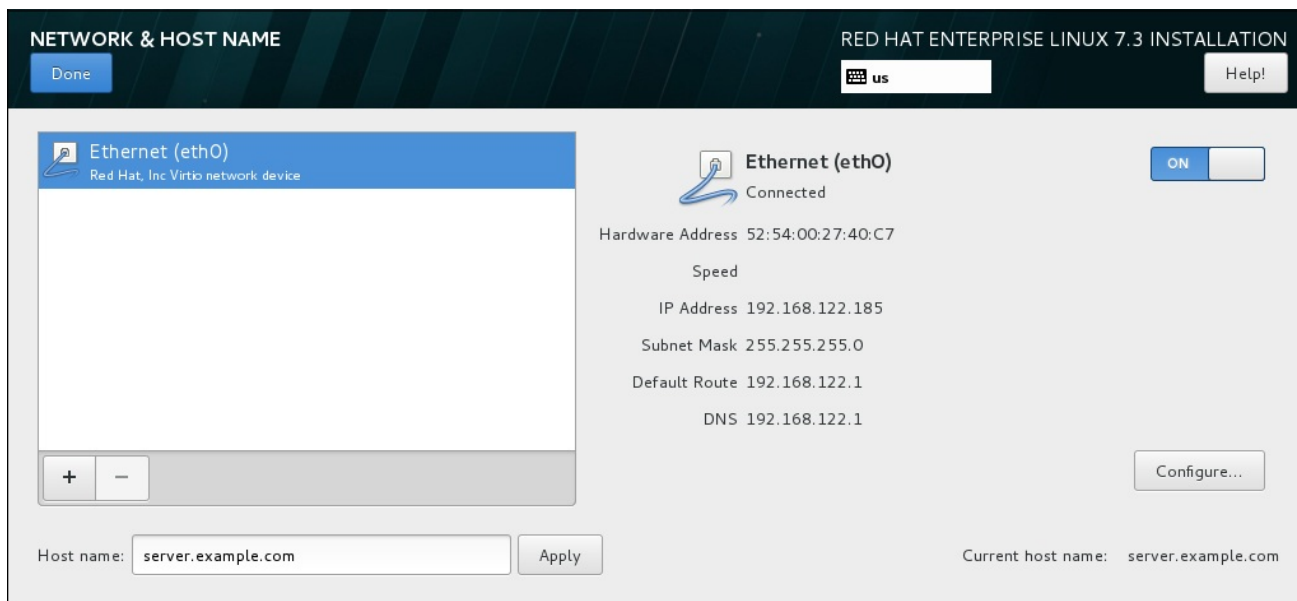 NETWORK & HOST NAME
RED HAT ENTERPRISE LINUX 7.3 INSTALLATION
Done
us
Help!
Ethernet (eth0)
Red Hat, Inc Virtio network device
Ethernet (eth0)
Connected
ON
Hardware Address 52:54:00:27:40:C7
Speed
IP Address 192.168.122.185
Subnet Mask 255.255.255.0
Default Route 192.168.122.1
DNS 192.168.122.1
+ −
Configure...
Host name: server.example.com Apply
Current host name: server.example.com